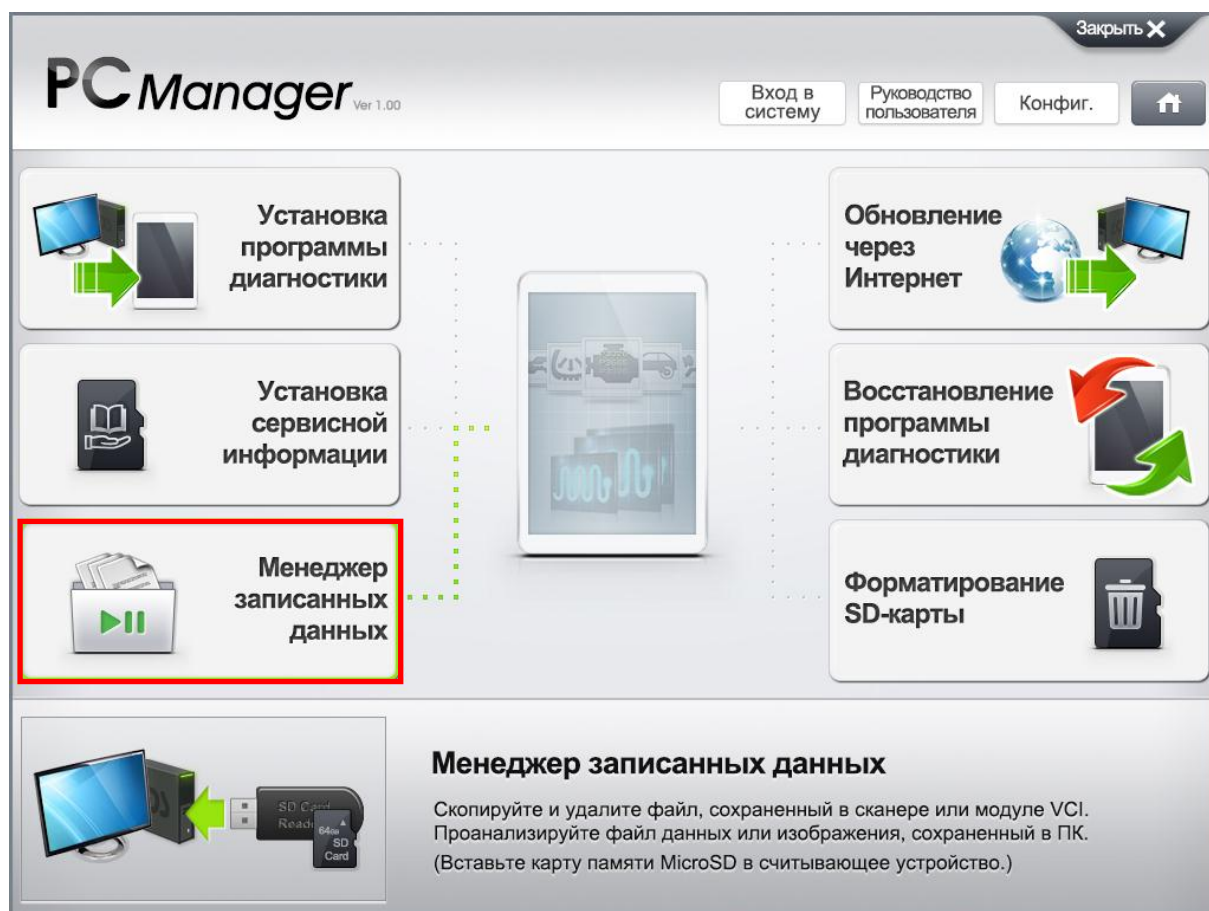 Закрыть X
PC Manager Ver 1.00
Вход в
систему
Руководство
пользователя
Конфиг.
Установка
программы
диагностики
Обновление
через
Интернет
Установка
сервисной
информации
Восстановление
программы
диагностики
Менеджер
записанных
данных
Форматирование
SD-карты
SD Card
Reader
64GB
SD
Card
Менеджер записанных данных
Скопируйте и удалите файл, сохраненный в сканере или модуле VCI.
Проанализируйте файл данных или изображения, сохраненный в ПК.
(Вставьте карту памяти MicroSD в считывающее устройство.)